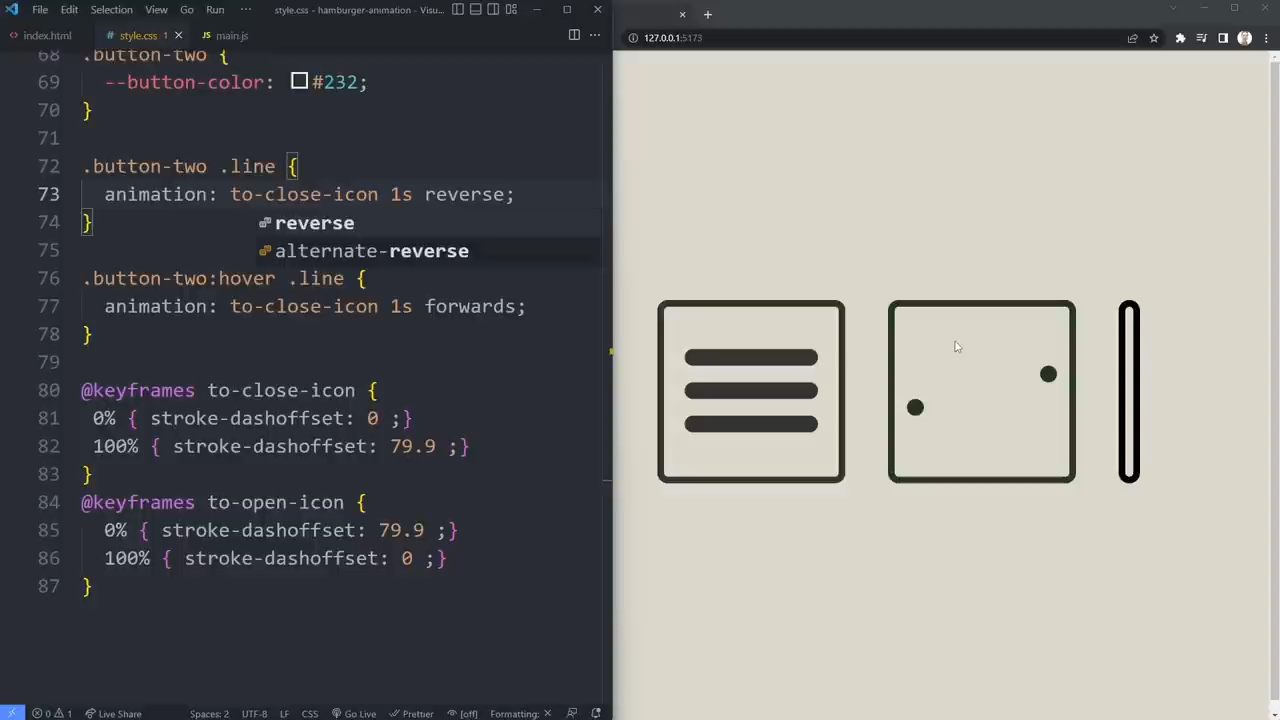 File Edit Selection View Go Run ··· style.css - hamburger-animation - Visu...
index.html # style.css 1 main.js
127.0.0.1:5173
68 .button-two {
69 --button-color: #232;
70 }
71
72 .button-two .line {
73 animation: to-close-icon 1s reverse;
74 }
reverse
alternate-reverse
75
76 .button-two:hover .line {
77 animation: to-close-icon 1s forwards;
78 }
79
80 @keyframes to-close-icon {
81 0% { stroke-dashoffset: 0 ;}
82 100% { stroke-dashoffset: 79.9 ;}
83 }
84 @keyframes to-open-icon {
85 0% { stroke-dashoffset: 79.9 ;}
86 100% { stroke-dashoffset: 0 ;}
87 }
0 1 Live Share Spaces: 2 UTF-8 LF CSS Go Live Prettier [off] Formatting: ×